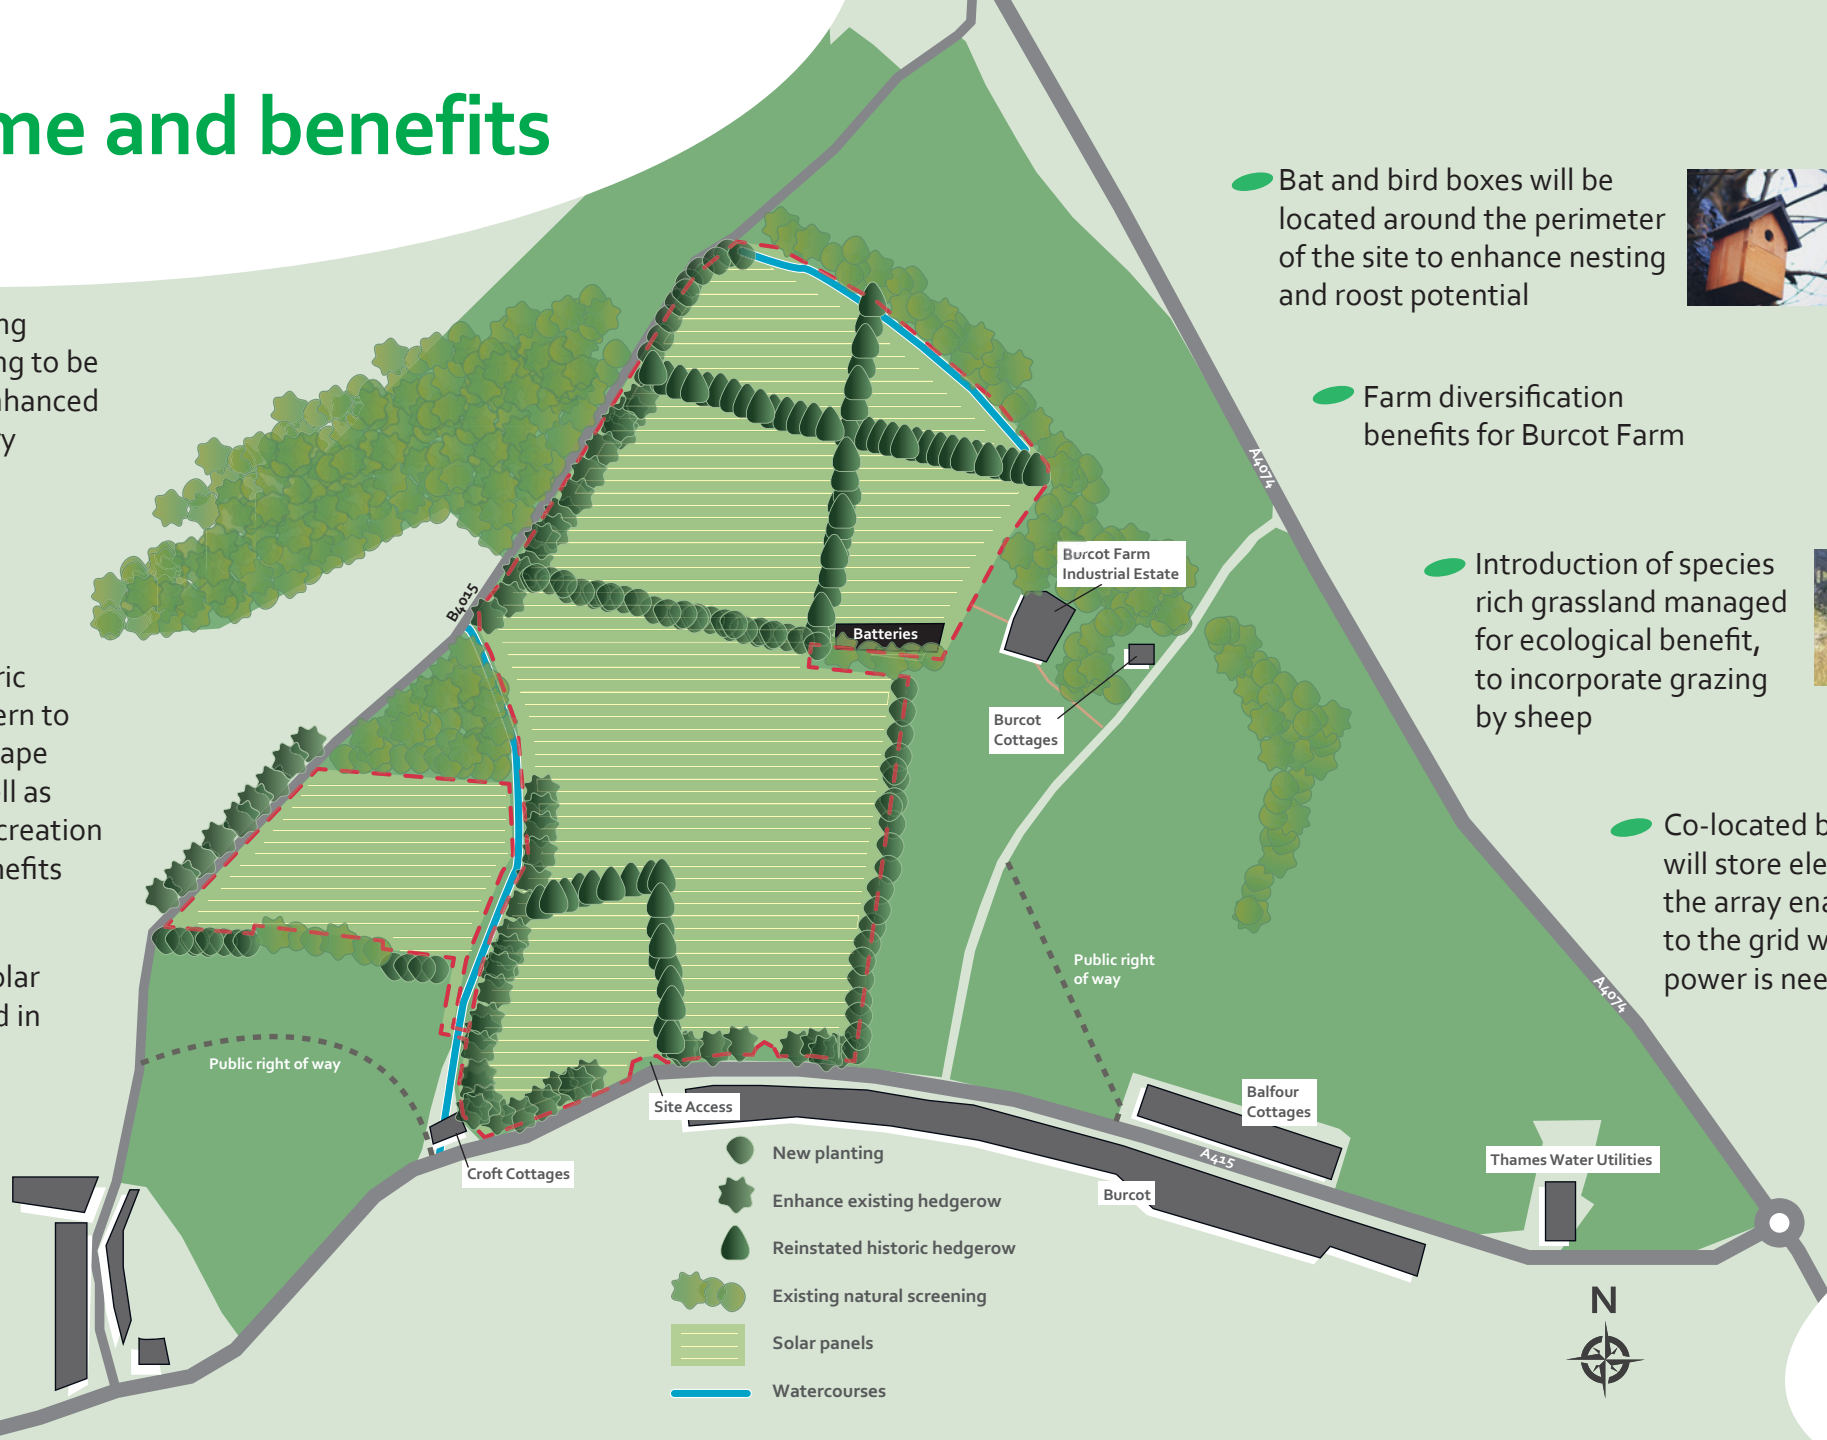 me and benefits
ng
ng to be
nhanced
ry
ric
ern to
ape
ll as
creation
nefits
olar
d in
Bat and bird boxes will be
located around the perimeter
of the site to enhance nesting
and roost potential
Farm diversification
benefits for Burcot Farm
Introduction of species
rich grassland managed
for ecological benefit,
to incorporate grazing
by sheep
Co-located b
will store ele
the array ena
to the grid w
power is nee
A4074
B4015
Burcot Farm
Industrial Estate
Batteries
Burcot
Cottages
Public right
of way
A4074
Public right of way
Site Access
Balfour
Cottages
A415
Thames Water Utilities
Croft Cottages
Burcot
New planting
Enhance existing hedgerow
Reinstated historic hedgerow
Existing natural screening
Solar panels
Watercourses
N